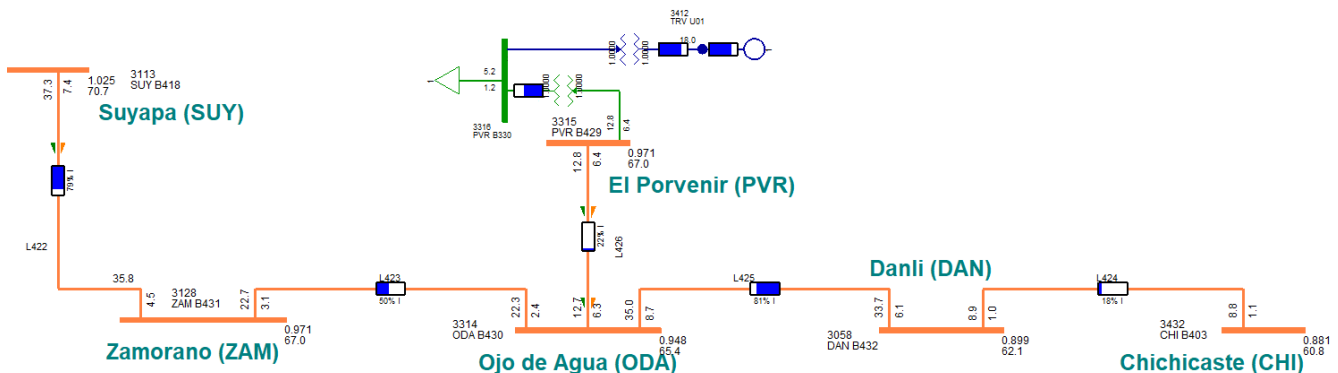 3412
TRV U01
18.0
1.0000
1.0000
1
1
5.2
1.2
1.0000
1.0000
3316
PVR B330
12.8
6.4
3113
SUY B418
1.025
70.7
37.3
7.4
Suyapa (SUY)
79% I
L422
3315
PVR B429
0.971
67.0
12.8
6.4
El Porvenir (PVR)
22% I
L426
35.8
4.5
3128
ZAM B431
22.7
3.1
0.971
67.0
Zamorano (ZAM)
L423
50% I
22.3
2.4
12.7
6.3
35.0
8.7
3314
ODA B430
0.948
65.4
Ojo de Agua (ODA)
L425
81% I
Danli (DAN)
33.7
6.1
8.9
1.0
3058
DAN B432
0.899
62.1
L424
18% I
8.8
1.1
3432
CHI B403
0.881
60.8
Chichicaste (CHI)